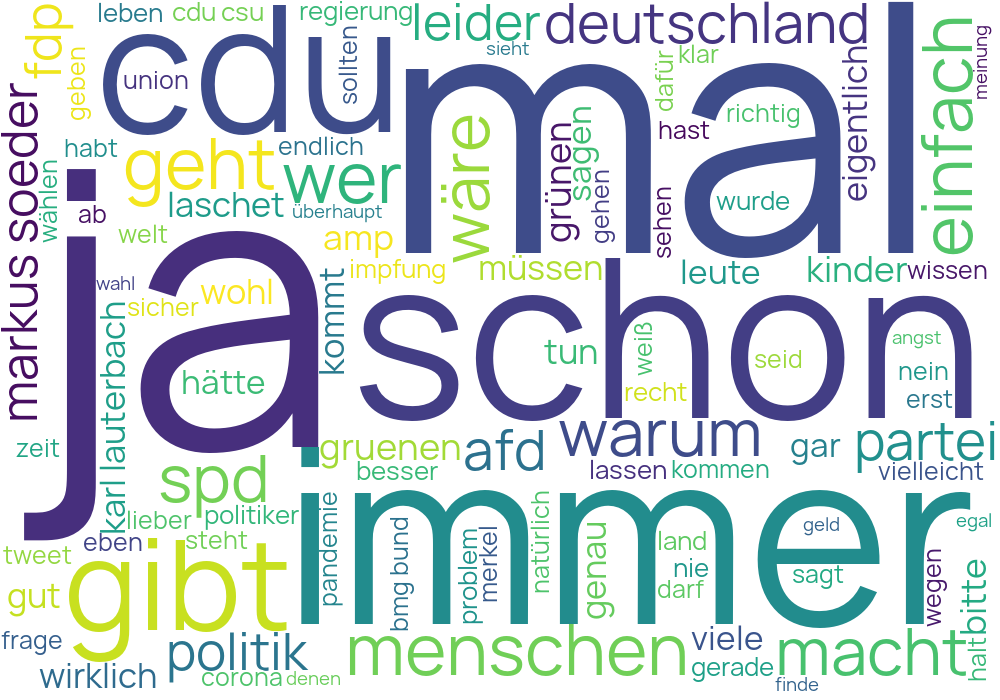 leben
cdu csu
regierung
leider
deutschland
fdp
cdu
mal
sieht
klar
einfach
meinung
geben
union
sollten
dafür
eigentlich
richtig
hast
habt
endlich
geht
wer
wäre
grünen
sagen
gehen
sehen
wurde
markus soeder
wählen
ab
laschet
überhaupt
welt
amp
ja
wahl
sicher
wohl
kommt
impfung
müssen
leute
kinder
wissen
schon
karl lauterbach
hätte
tun
weiß
recht
seid
angst
nein
erst
zeit
gruenen
afd
warum
gar
partei
spd
besser
lassen
kommen
vielleicht
immer
lieber
politiker
tweet
eben
steht
pandemie
bmg bund
problem
merkel
natürlich
genau
land
nie
darf
geld
sagt
egal
wegen
gibt
gut
bitte
halt
frage
politik
menschen
viele
macht
wirklich
corona
denen
gerade
finde